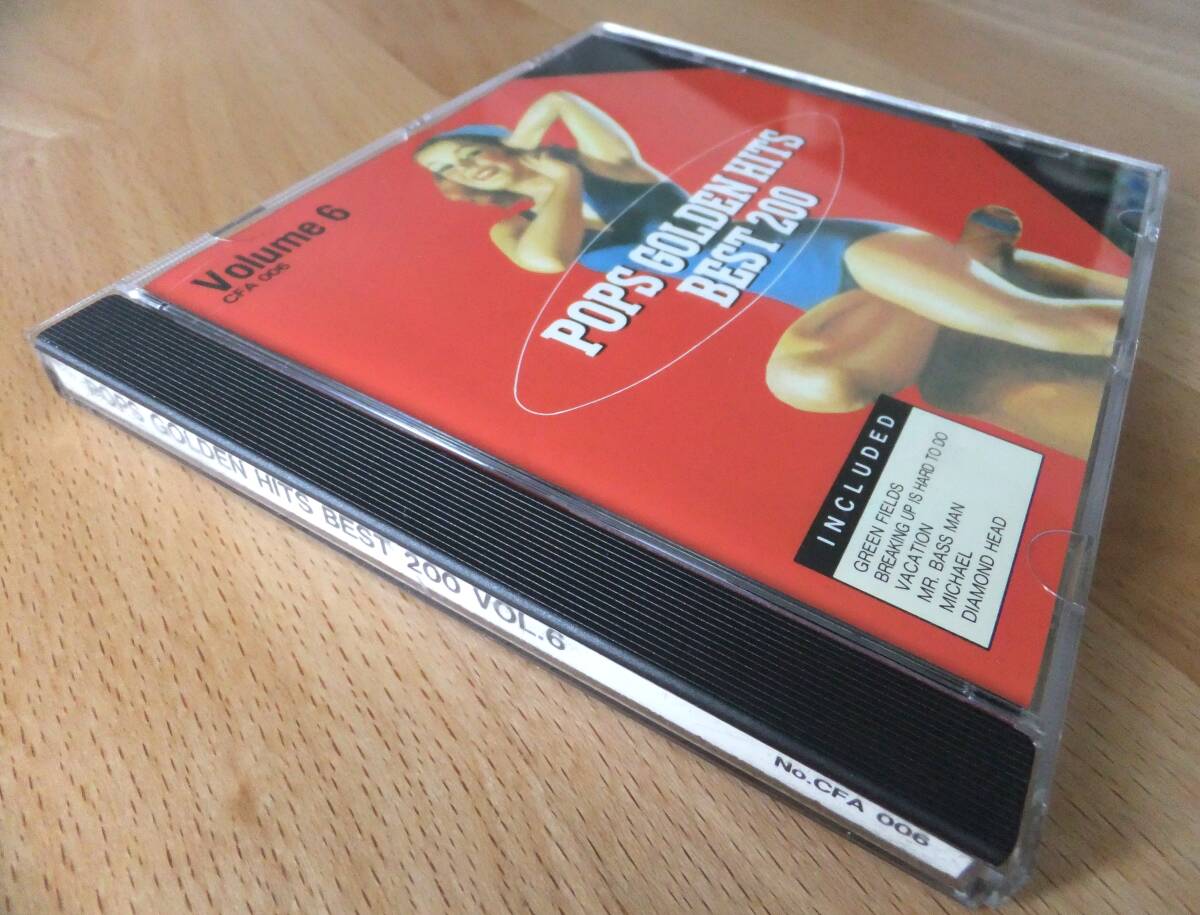 Volume 6
CFA 006
POPS GOLDEN HITS
BEST 200
INCLUDED
GREEN FIELDS
BREAKING UP IS HARD TO DO
VACATION
MR. BASS MAN
MICHAEL
DIAMOND HEAD
POPS GOLDEN HITS BEST 200 VOL.6
No.CFA 006